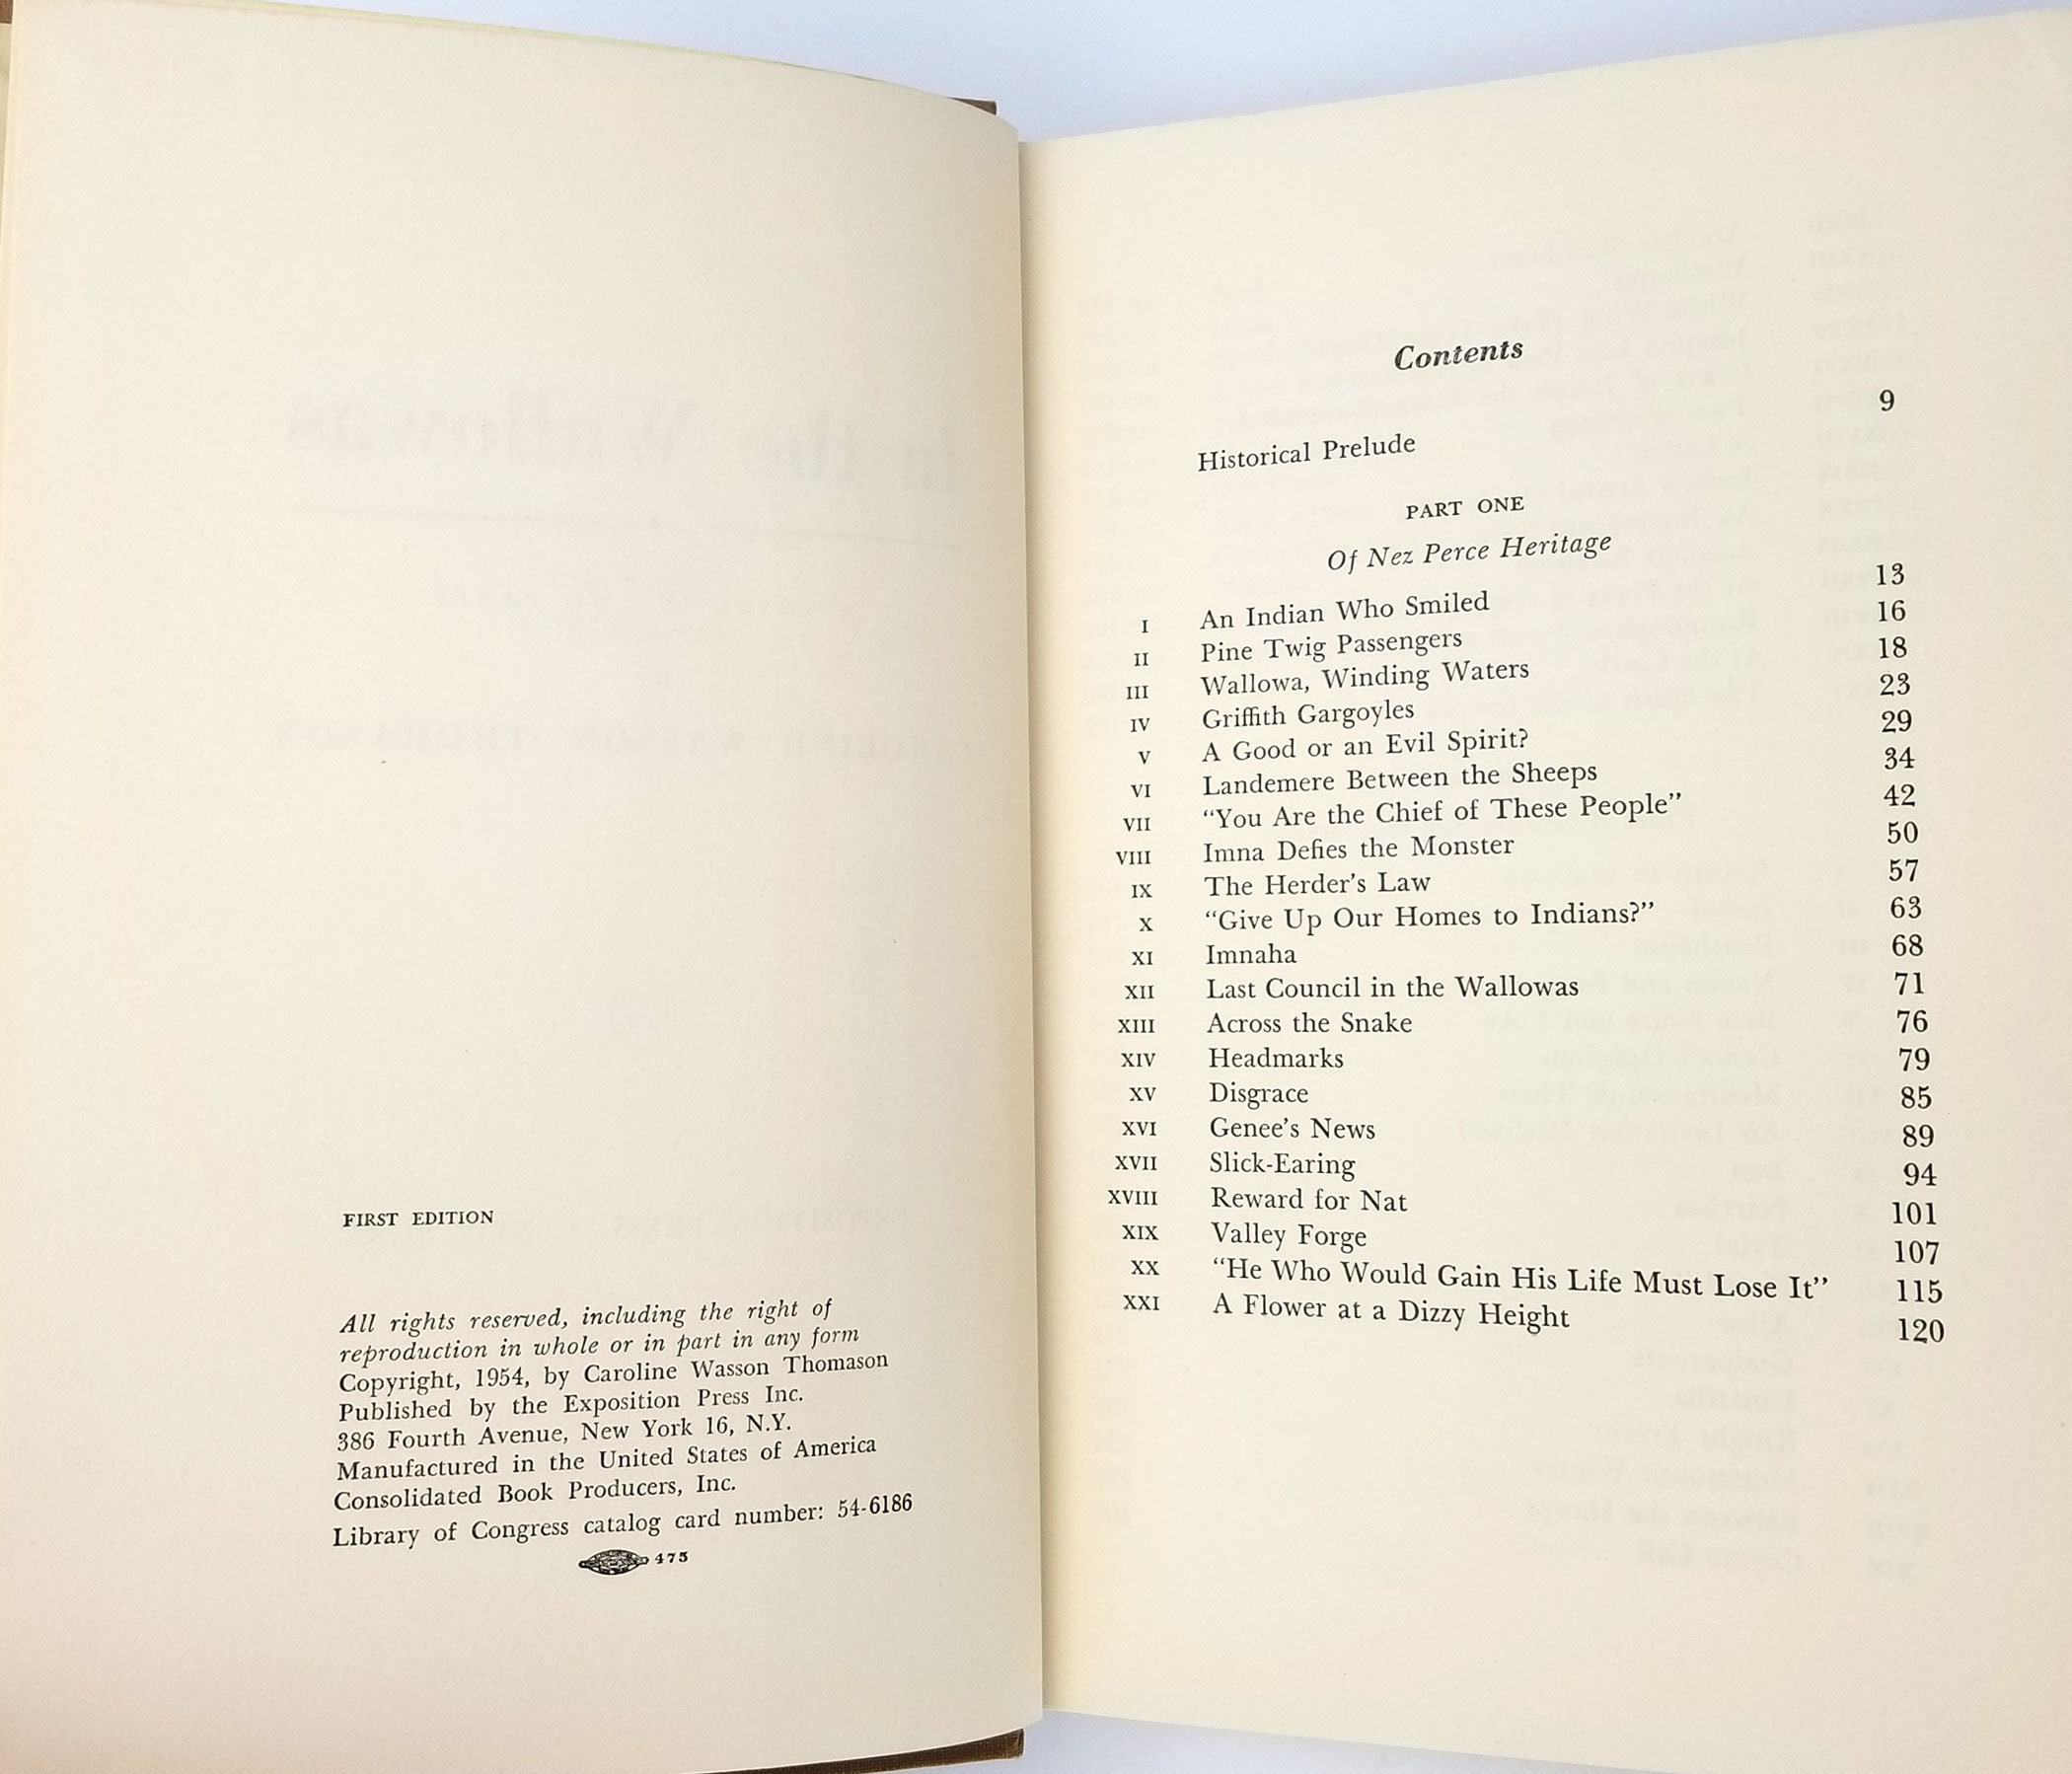 FIRST EDITION
All rights reserved, including the right of
reproduction in whole or in part in any form
Copyright, 1954, by Caroline Wasson Thomason
Published by the Exposition Press Inc.
386 Fourth Avenue, New York 16, N.Y.
Manufactured in the United States of America
Consolidated Book Producers, Inc.
Library of Congress catalog card number: 54-6186
475
Contents
Historical Prelude 9
PART ONE
Of Nez Perce Heritage
I An Indian Who Smiled 13
II Pine Twig Passengers 16
III Wallowa, Winding Waters 18
IV Griffith Gargoyles 23
V A Good or an Evil Spirit? 29
VI Landemere Between the Sheeps 34
VII “You Are the Chief of These People” 42
VIII Imna Defies the Monster 50
IX The Herder's Law 57
X “Give Up Our Homes to Indians?” 63
XI Imnaha 68
XII Last Council in the Wallowas 71
XIII Across the Snake 76
XIV Headmarks 79
XV Disgrace 85
XVI Genee's News 89
XVII Slick-Earing 94
XVIII Reward for Nat 101
XIX Valley Forge 107
XX “He Who Would Gain His Life Must Lose It” 115
XXI A Flower at a Dizzy Height 120